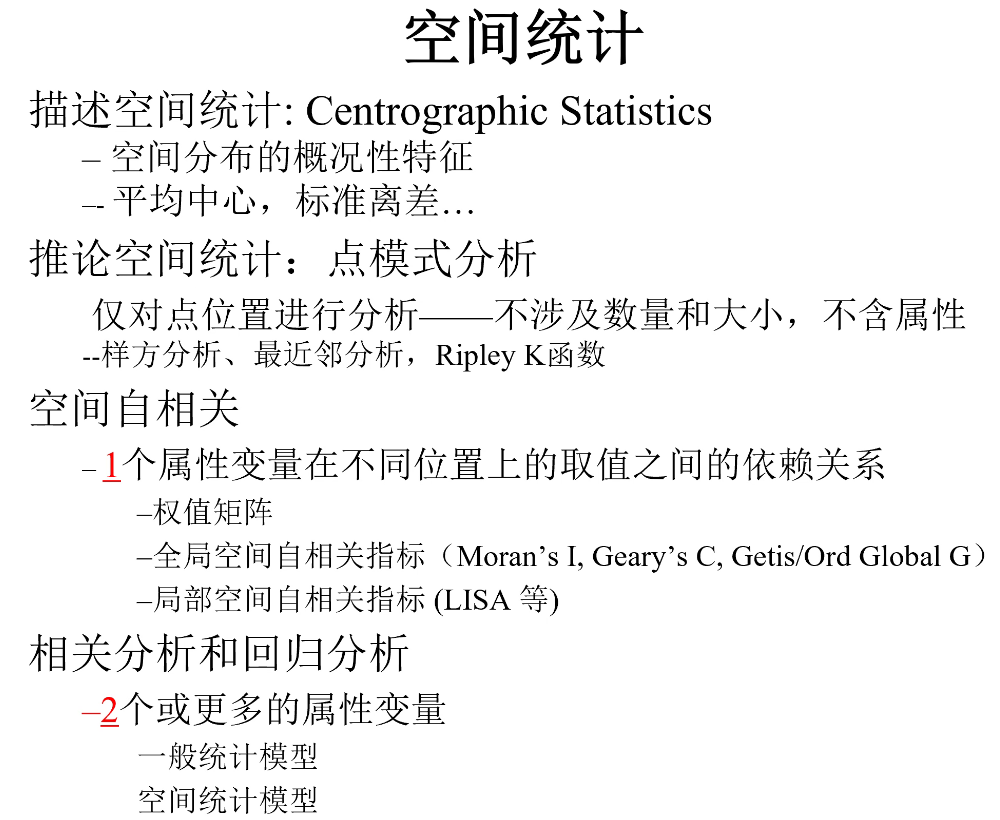 空间统计
描述空间统计: Centrographic Statistics
– 空间分布的概况性特征
–- 平均中心，标准离差…
推论空间统计：点模式分析
仅对点位置进行分析——不涉及数量和大小，不含属性
--样方分析、最近邻分析，Ripley K函数
空间自相关
– 1个属性变量在不同位置上的取值之间的依赖关系
–权值矩阵
–全局空间自相关指标（Moran’s I, Geary’s C, Getis/Ord Global G）
–局部空间自相关指标 (LISA 等)
相关分析和回归分析
–2个或更多的属性变量
一般统计模型
空间统计模型